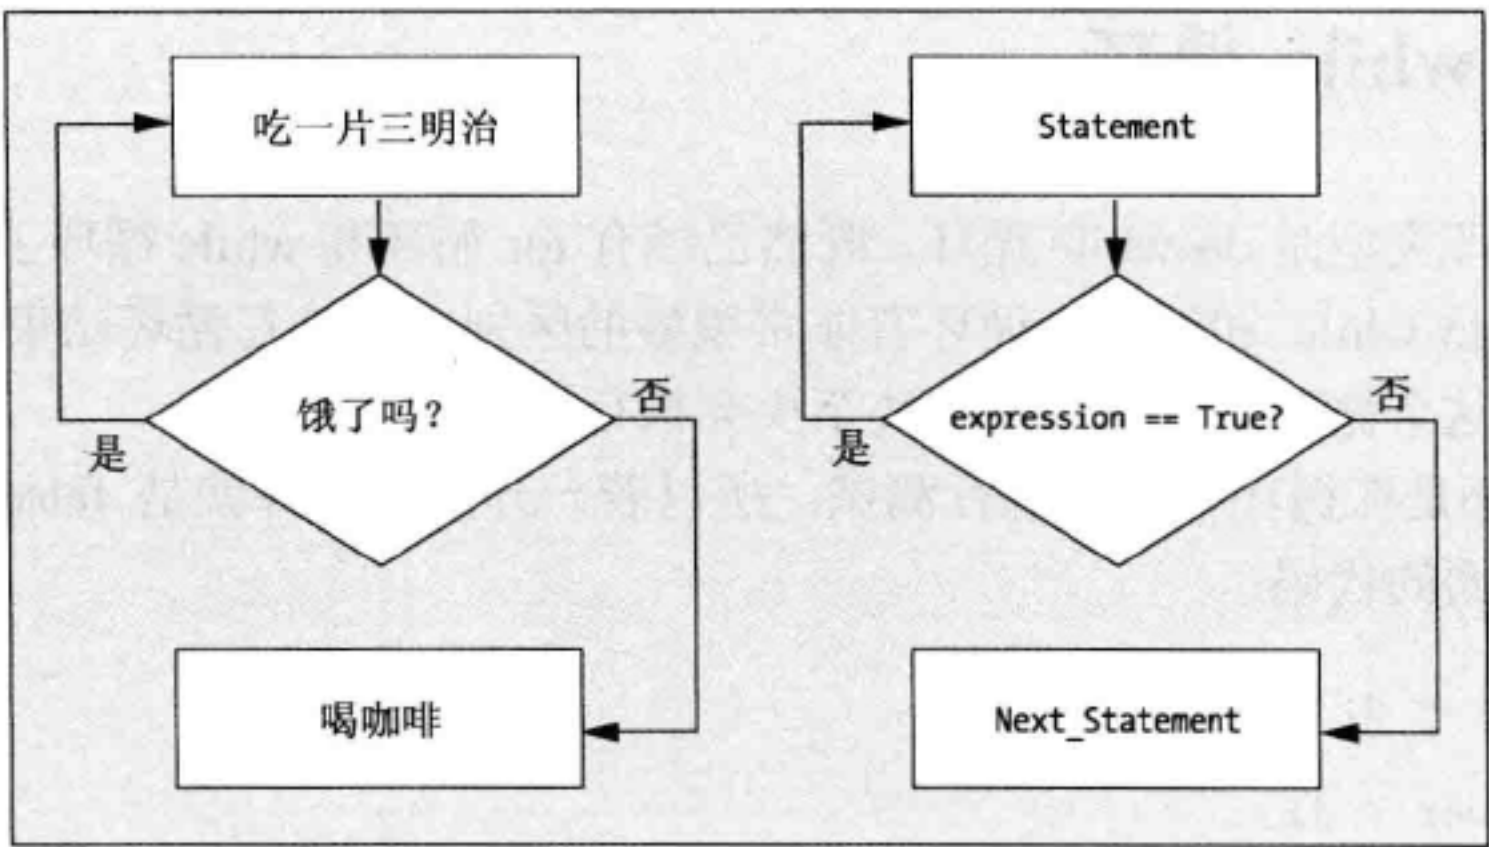 吃一片三明治
饿了吗？
是
否
喝咖啡
Statement
expression == True?
是
否
Next_Statement